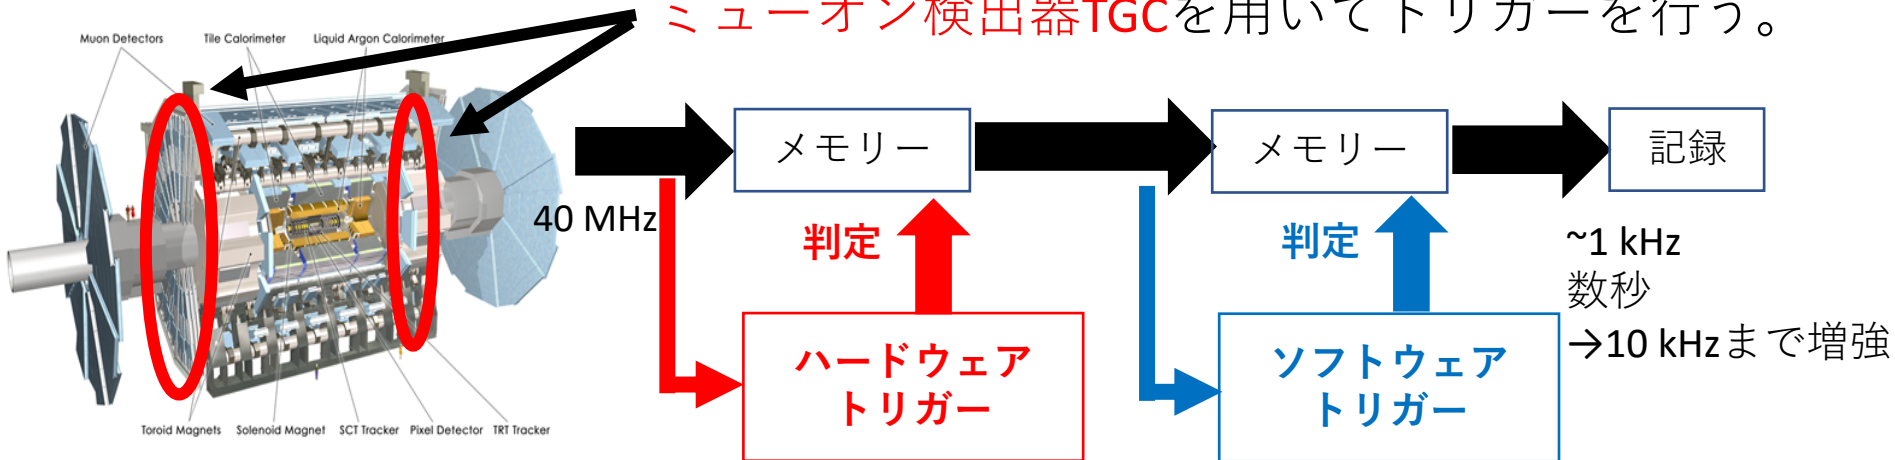 ミューオン検出器TGCを用いてトリガーを行う。
Muon Detectors
Tile Calorimeter
Liquid Argon Calorimeter
Toroid Magnets
Solenoid Magnet
SCT Tracker
Pixel Detector
TRT Tracker
40 MHz
メモリー
メモリー
記録
判定
判定
~1 kHz
数秒
→10 kHzまで増強
ハードウェア
トリガー
ソフトウェア
トリガー